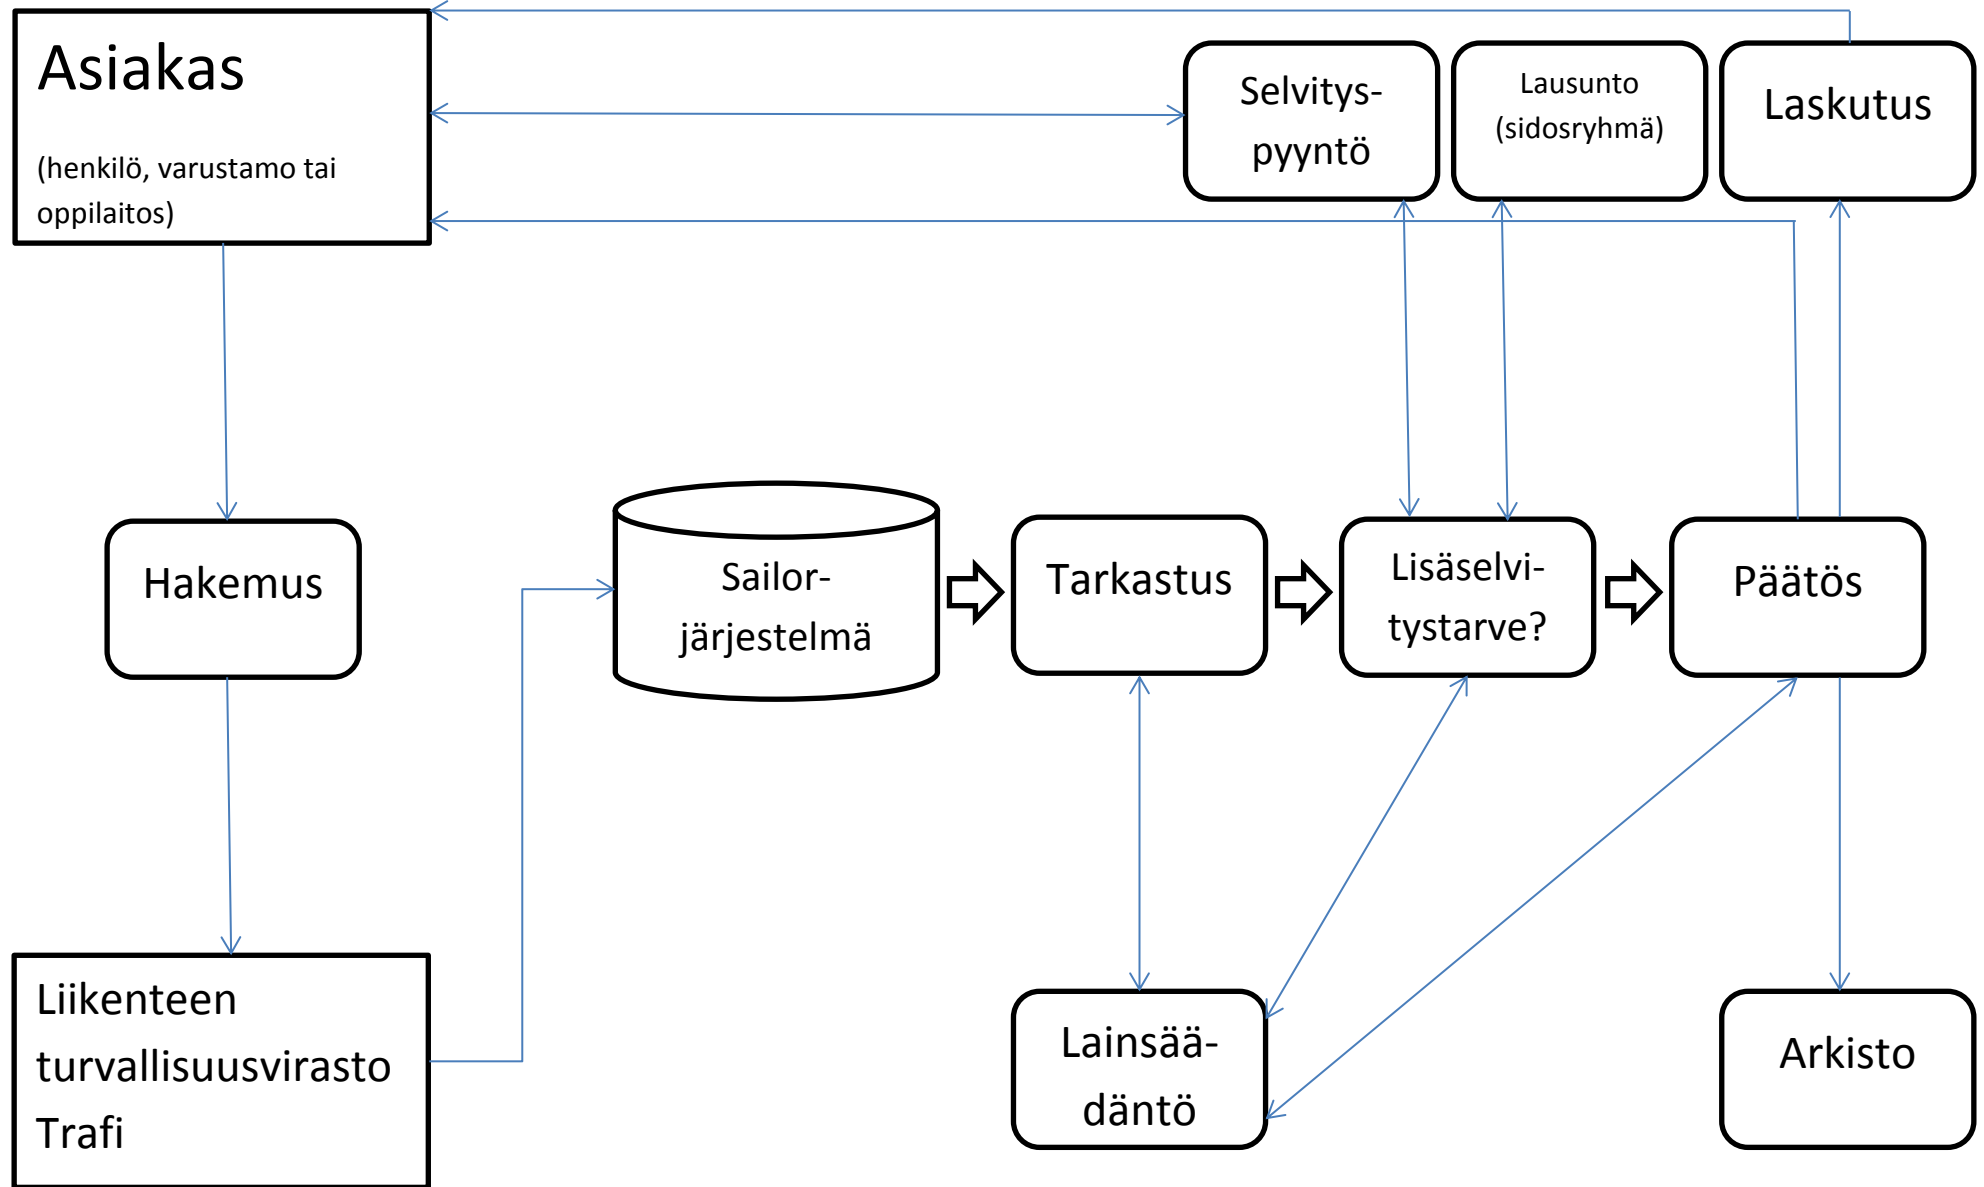 Asiakas
(henkilö, varustamo tai
oppilaitos)
Selvitys-
pyyntö
Lausunto
(sidosryhmä)
Laskutus
Hakemus
Sailor-
järjestelmä
Tarkastus
Lisäselvi-
tystarve?
Päätös
Liikenteen
turvallisuusvirasto
Trafi
Lainsää-
däntö
Arkisto